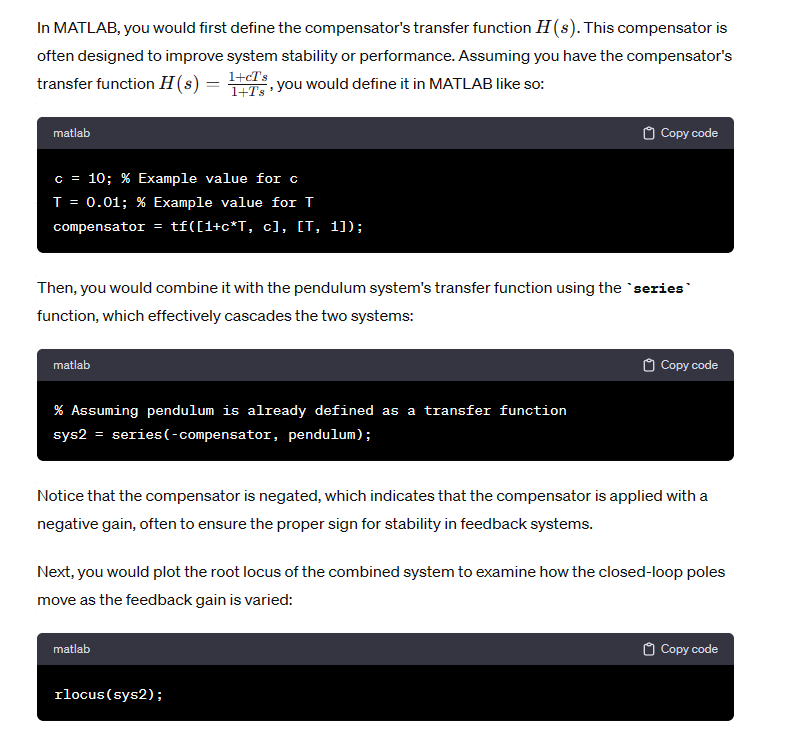 In MATLAB, you would first define the compensator's transfer function H(s). This compensator is
often designed to improve system stability or performance. Assuming you have the compensator's
transfer function H(s) = \frac{1+cTs}{1+Ts}, you would define it in MATLAB like so:
matlab Copy code
c = 10; % Example value for c
T = 0.01; % Example value for T
compensator = tf([1+c*T, c], [T, 1]);
Then, you would combine it with the pendulum system's transfer function using the `series`
function, which effectively cascades the two systems:
matlab Copy code
% Assuming pendulum is already defined as a transfer function
sys2 = series(-compensator, pendulum);
Notice that the compensator is negated, which indicates that the compensator is applied with a
negative gain, often to ensure the proper sign for stability in feedback systems.
Next, you would plot the root locus of the combined system to examine how the closed-loop poles
move as the feedback gain is varied:
matlab Copy code
rlocus(sys2);